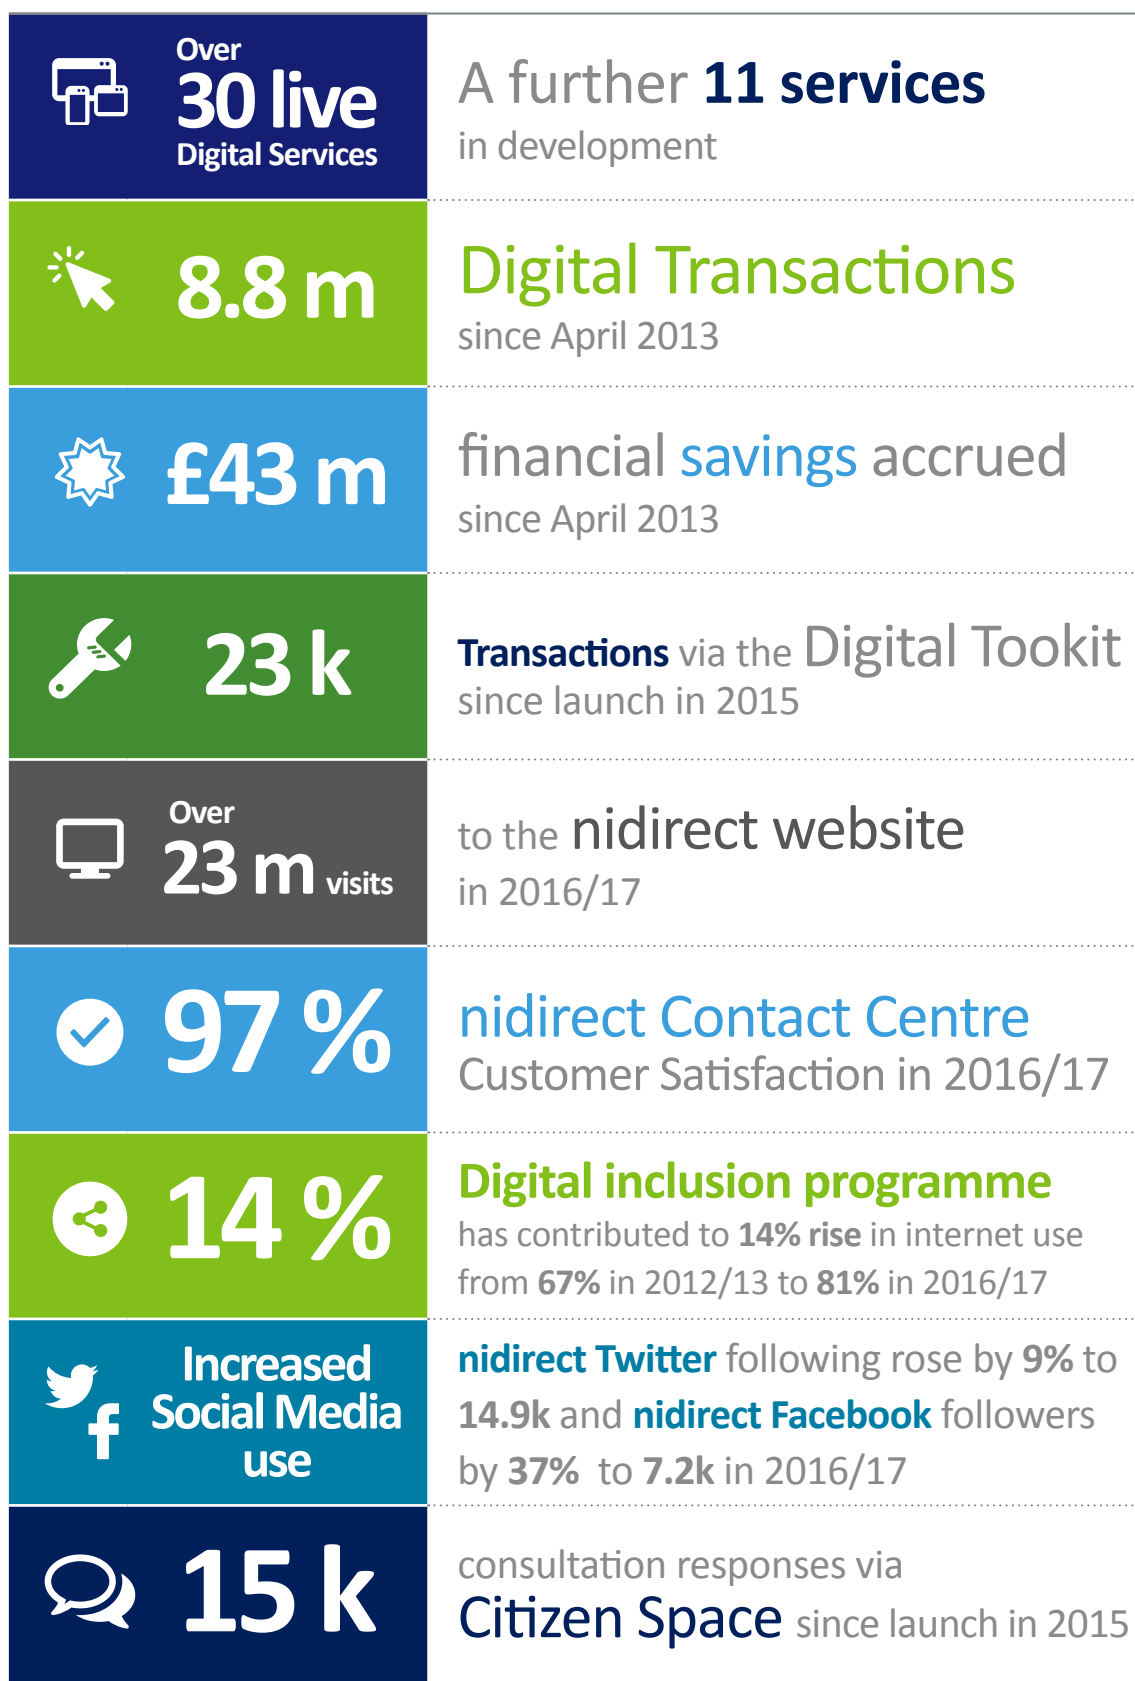 Over
30 live
Digital Services
A further 11 services
in development
8.8 m
Digital Transactions
since April 2013
£43 m
financial savings accrued
since April 2013
23 k
Transactions via the Digital Tookit
since launch in 2015
Over
23 m visits
to the nidirect website
in 2016/17
97 %
nidirect Contact Centre
Customer Satisfaction in 2016/17
14 %
Digital inclusion programme
has contributed to 14% rise in internet use
from 67% in 2012/13 to 81% in 2016/17
Increased
Social Media
use
nidirect Twitter following rose by 9% to
14.9k and nidirect Facebook followers
by 37% to 7.2k in 2016/17
15 k
consultation responses via
Citizen Space since launch in 2015